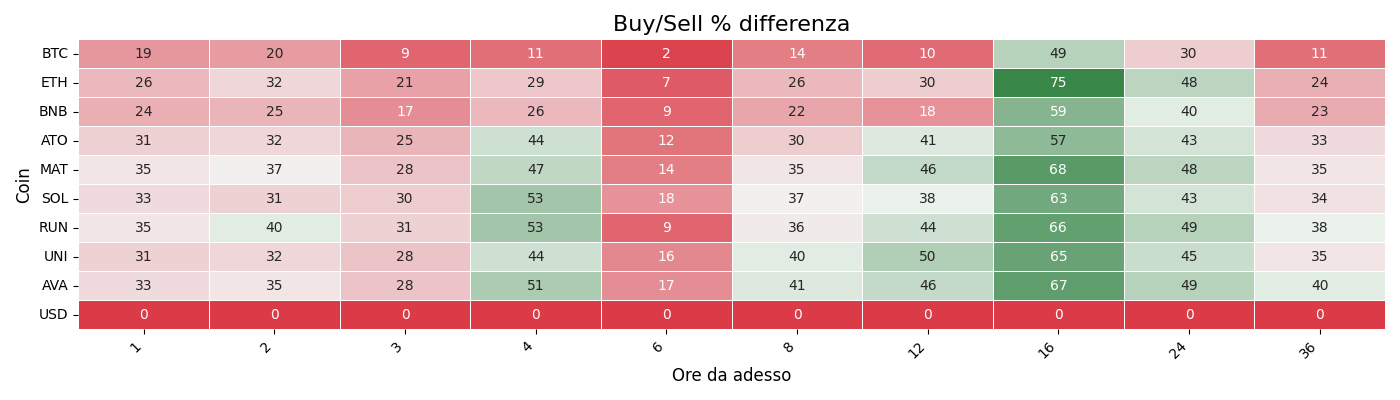 Buy/Sell % differenza
Coin
BTC 19 20 9 11 2 14 10 49 30 11
ETH 26 32 21 29 7 26 30 75 48 24
BNB 24 25 17 26 9 22 18 59 40 23
ATO 31 32 25 44 12 30 41 57 43 33
MAT 35 37 28 47 14 35 46 68 48 35
SOL 33 31 30 53 18 37 38 63 43 34
RUN 35 40 31 53 9 36 44 66 49 38
UNI 31 32 28 44 16 40 50 65 45 35
AVA 33 35 28 51 17 41 46 67 49 40
USD 0 0 0 0 0 0 0 0 0 0
1 2 3 4 6 8 12 16 24 36
Ore da adesso